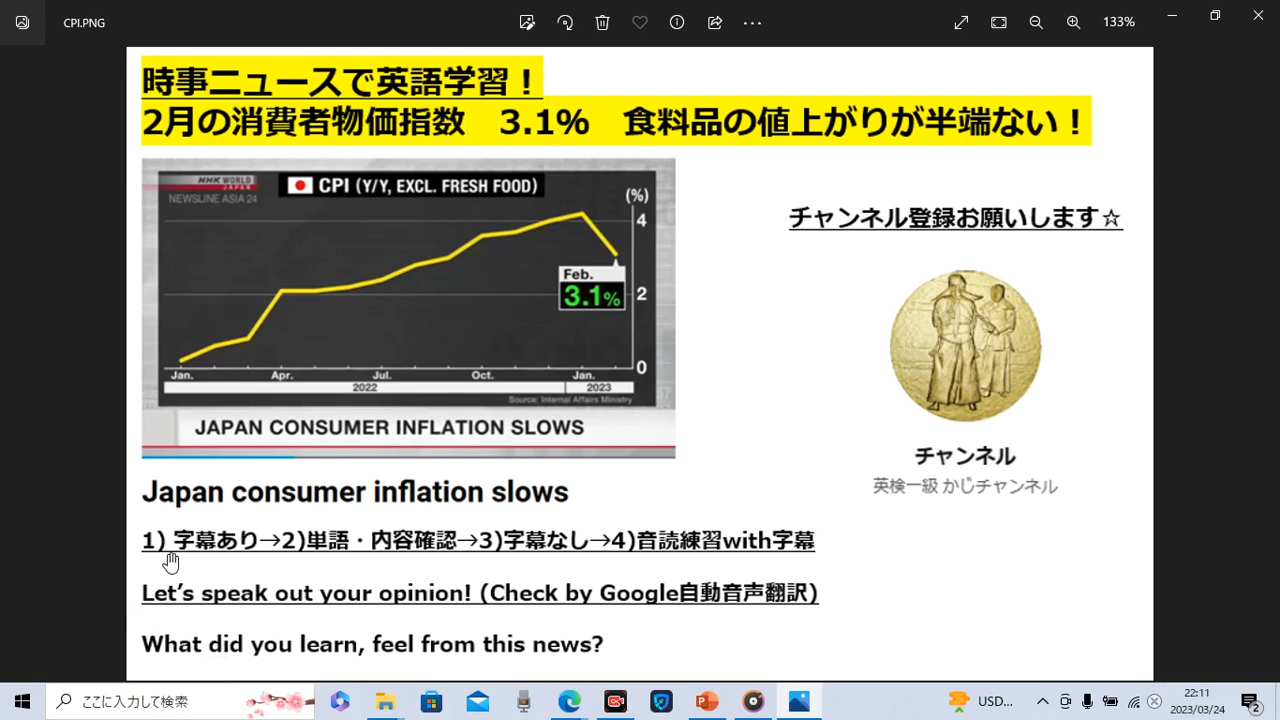 CPI.PNG
133%
時事ニュースで英語学習！
2月の消費者物価指数　3.1%　食料品の値上がりが半端ない！
NHK WORLD
JAPAN
NEWSLINE ASIA 24
CPI (Y/Y, EXCL. FRESH FOOD)
(%)
4
2
0
Feb.
3.1%
Jan.
Apr.
Jul.
Oct.
Jan.
2022
2023
Source: Internal Affairs Ministry
JAPAN CONSUMER INFLATION SLOWS
チャンネル登録お願いします☆
チャンネル
英検一級 かじチャンネル
Japan consumer inflation slows
1) 字幕あり→2)単語・内容確認→3)字幕なし→4)音読練習with字幕
Let’s speak out your opinion! (Check by Google自動音声翻訳)
What did you learn, feel from this news?
ここに入力して検索
USD...
22:11
2023/03/24
2